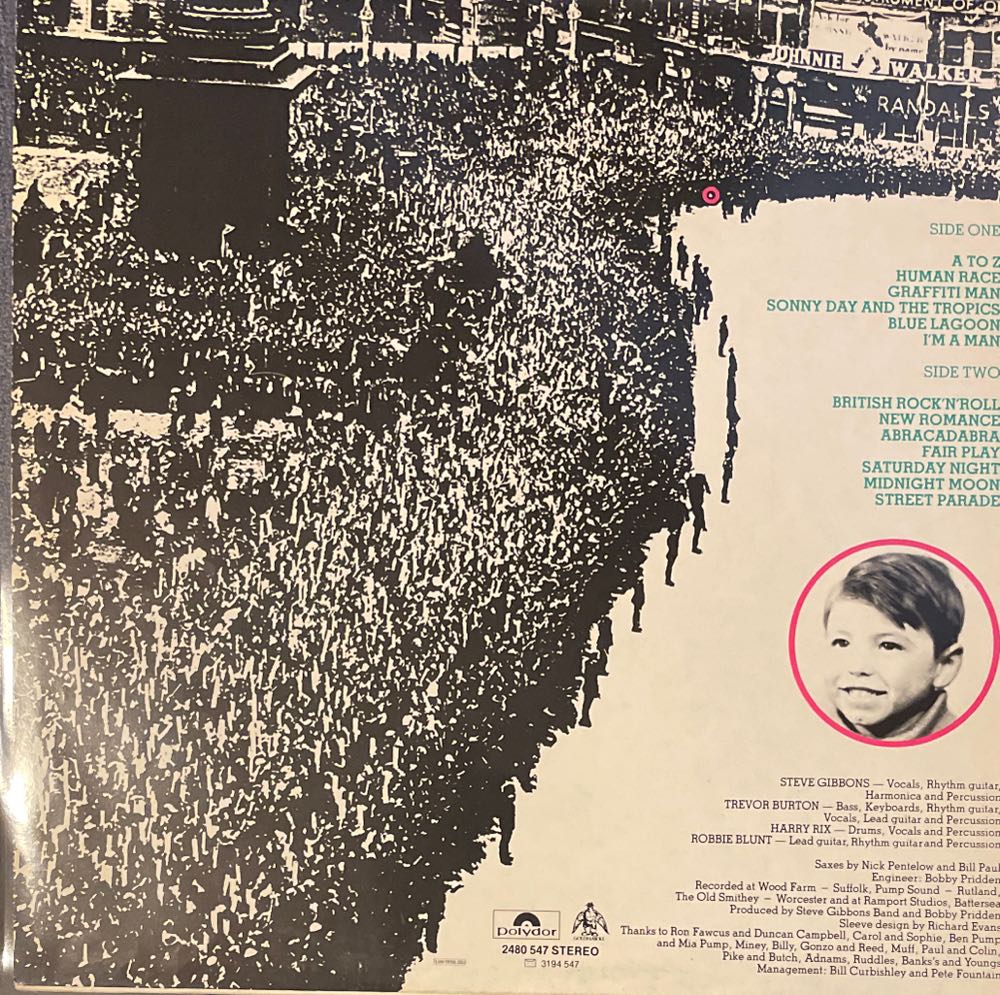 RUMENT OF
by name
JOHNNIE WALKER
RANDALLS
SIDE ONE
A TO Z
HUMAN RACE
GRAFFITI MAN
SONNY DAY AND THE TROPICS
BLUE LAGOON
I'M A MAN
SIDE TWO
BRITISH ROCK'N'ROLL
NEW ROMANCE
ABRACADABRA
FAIR PLAY
SATURDAY NIGHT
MIDNIGHT MOON
STREET PARADE
STEVE GIBBONS — Vocals, Rhythm guitar,
Harmonica and Percussion
TREVOR BURTON — Bass, Keyboards, Rhythm guitar,
Vocals, Lead guitar and Percussion
HARRY RIX — Drums, Vocals and Percussion
ROBBIE BLUNT — Lead guitar, Rhythm guitar and Percussion
Saxes by Nick Pentelow and Bill Paul
Engineer: Bobby Pridden
Recorded at Wood Farm — Suffolk, Pump Sound — Rutland,
The Old Smithey — Worcester and at Ramport Studios, Battersea
Produced by Steve Gibbons Band and Bobby Pridden
Sleeve design by Richard Evans
Thanks to Ron Fawcus and Duncan Campbell, Carol and Sophie, Ben Pump
and Mia Pump, Miney, Billy, Gonzo and Reed, Muff, Paul and Colin,
Pike and Butch, Adnams, Ruddles, Banks's and Youngs
Management: Bill Curbishley and Pete Fountain
polydor
2480 547 STEREO
3194 547